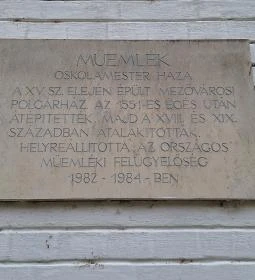 MŰEMLÉK
OSKOLAMESTER HÁZA
A XV. SZ. ELEJÉN ÉPÜLT MEZŐVÁROSI
POLGÁRHÁZ. AZ 1551-ES ÉGÉS UTÁN
ÁTÉPÍTETTÉK, MAJD A XVIII. ÉS XIX.
SZÁZADBAN ÁTALAKÍTOTTÁK.
HELYREÁLLÍTOTTA AZ ORSZÁGOS
MŰEMLÉKI FELÜGYELŐSÉG
1982 - 1984 - BEN